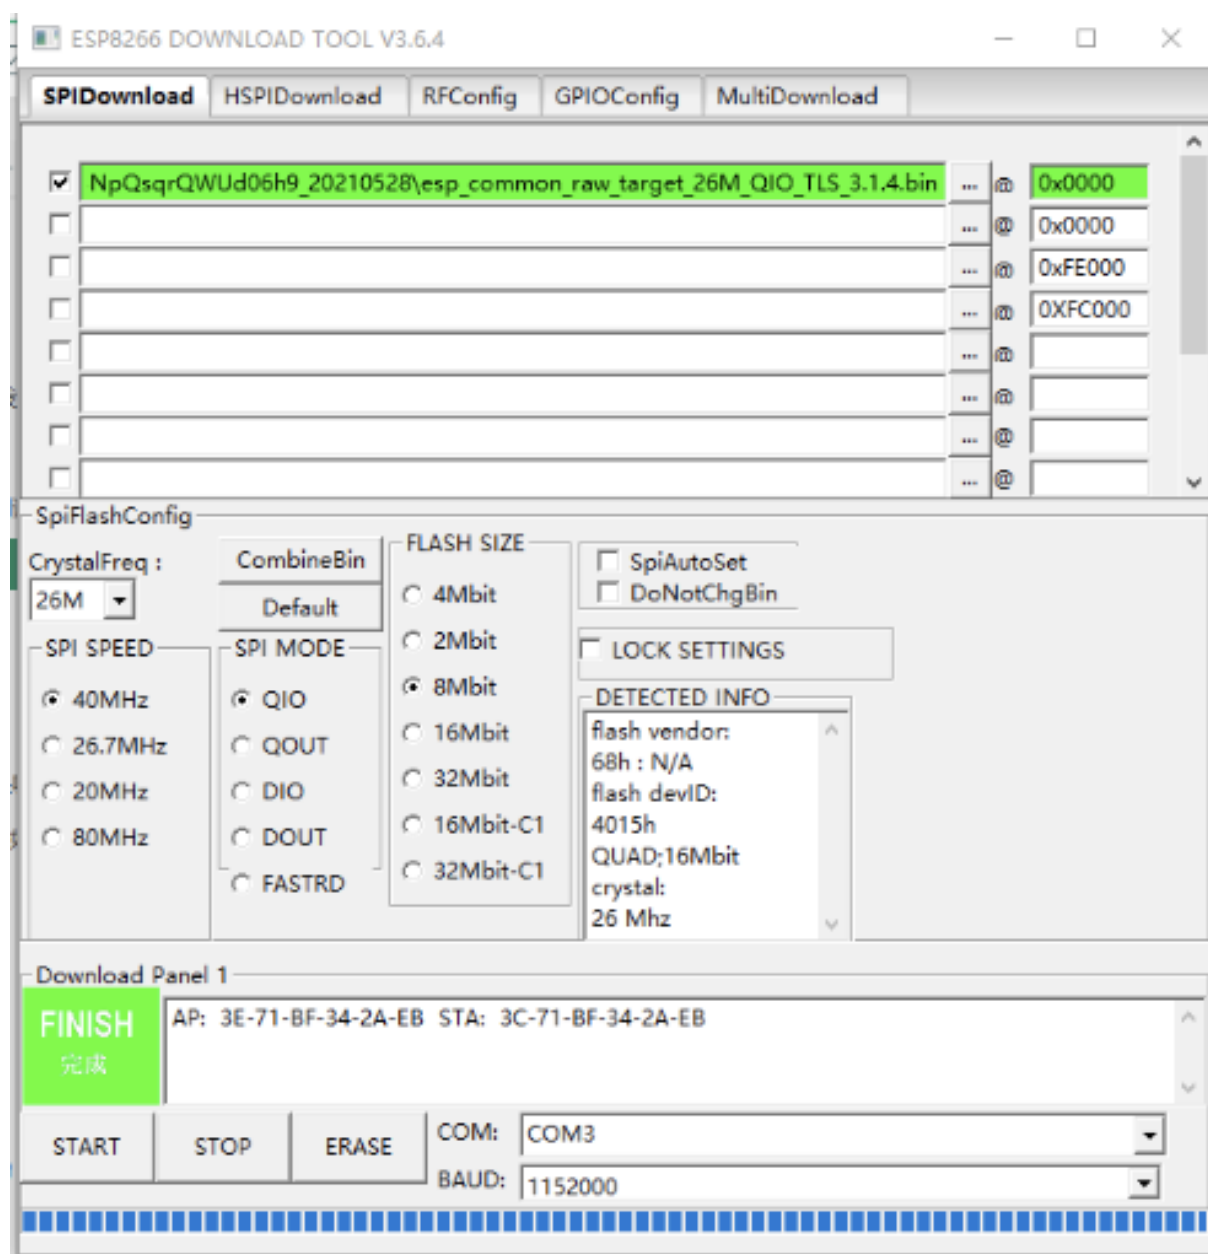 ESP8266 DOWNLOAD TOOL V3.6.4
SPIDownload HSPIDownload RFConfig GPIOConfig MultiDownload
NpQsqrQWUd06h9_20210528\esp_common_raw_target_26M_QIO_TLS_3.1.4.bin ... @ 0x0000
... @ 0x0000
... @ 0xFE000
... @ 0XFC000
... @
... @
... @
... @
SpiFlashConfig
CrystalFreq :
26M
CombineBin
Default
SPI SPEED
40MHz
26.7MHz
20MHz
80MHz
SPI MODE
QIO
QOUT
DIO
DOUT
FASTRD
FLASH SIZE
4Mbit
2Mbit
8Mbit
16Mbit
32Mbit
16Mbit-C1
32Mbit-C1
SpiAutoSet
DoNotChgBin
LOCK SETTINGS
DETECTED INFO
flash vendor:
68h : N/A
flash devID:
4015h
QUAD;16Mbit
crystal:
26 Mhz
Download Panel 1
FINISH
完成
AP: 3E-71-BF-34-2A-EB STA: 3C-71-BF-34-2A-EB
START STOP ERASE
COM: COM3
BAUD: 1152000